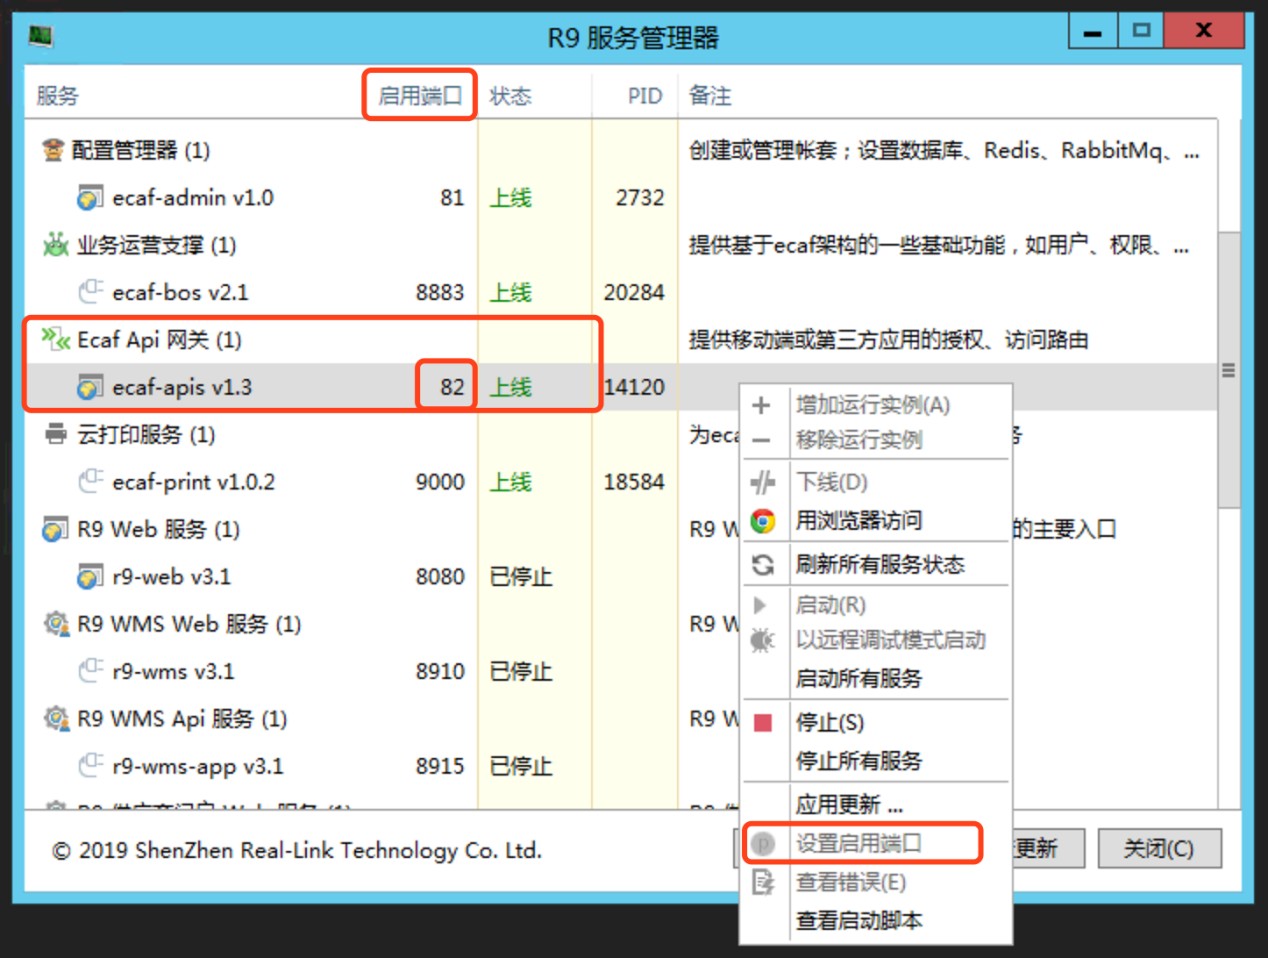 R9 服务管理器
服务 启用端口 状态 PID 备注
配置管理器 (1) 创建或管理帐套；设置数据库、Redis、RabbitMq、...
ecaf-admin v1.0 81 上线 2732
业务运营支撑 (1) 提供基于ecaf架构的一些基础功能，如用户、权限、...
ecaf-bos v2.1 8883 上线 20284
Ecaf Api 网关 (1) 提供移动端或第三方应用的授权、访问路由
ecaf-apis v1.3 82 上线 14120
云打印服务 (1) 为eca
ecaf-print v1.0.2 9000 上线 18584
R9 Web 服务 (1) R9 W 的主要入口
r9-web v3.1 8080 已停止
R9 WMS Web 服务 (1) R9 W
r9-wms v3.1 8910 已停止
R9 WMS Api 服务 (1) R9 W
r9-wms-app v3.1 8915 已停止
增加运行实例(A)
移除运行实例
下线(D)
用浏览器访问
刷新所有服务状态
启动(R)
以远程调试模式启动
启动所有服务
停止(S)
停止所有服务
应用更新 ...
设置启用端口
查看错误(E)
查看启动脚本
© 2019 ShenZhen Real-Link Technology Co. Ltd. 更新 关闭(C)